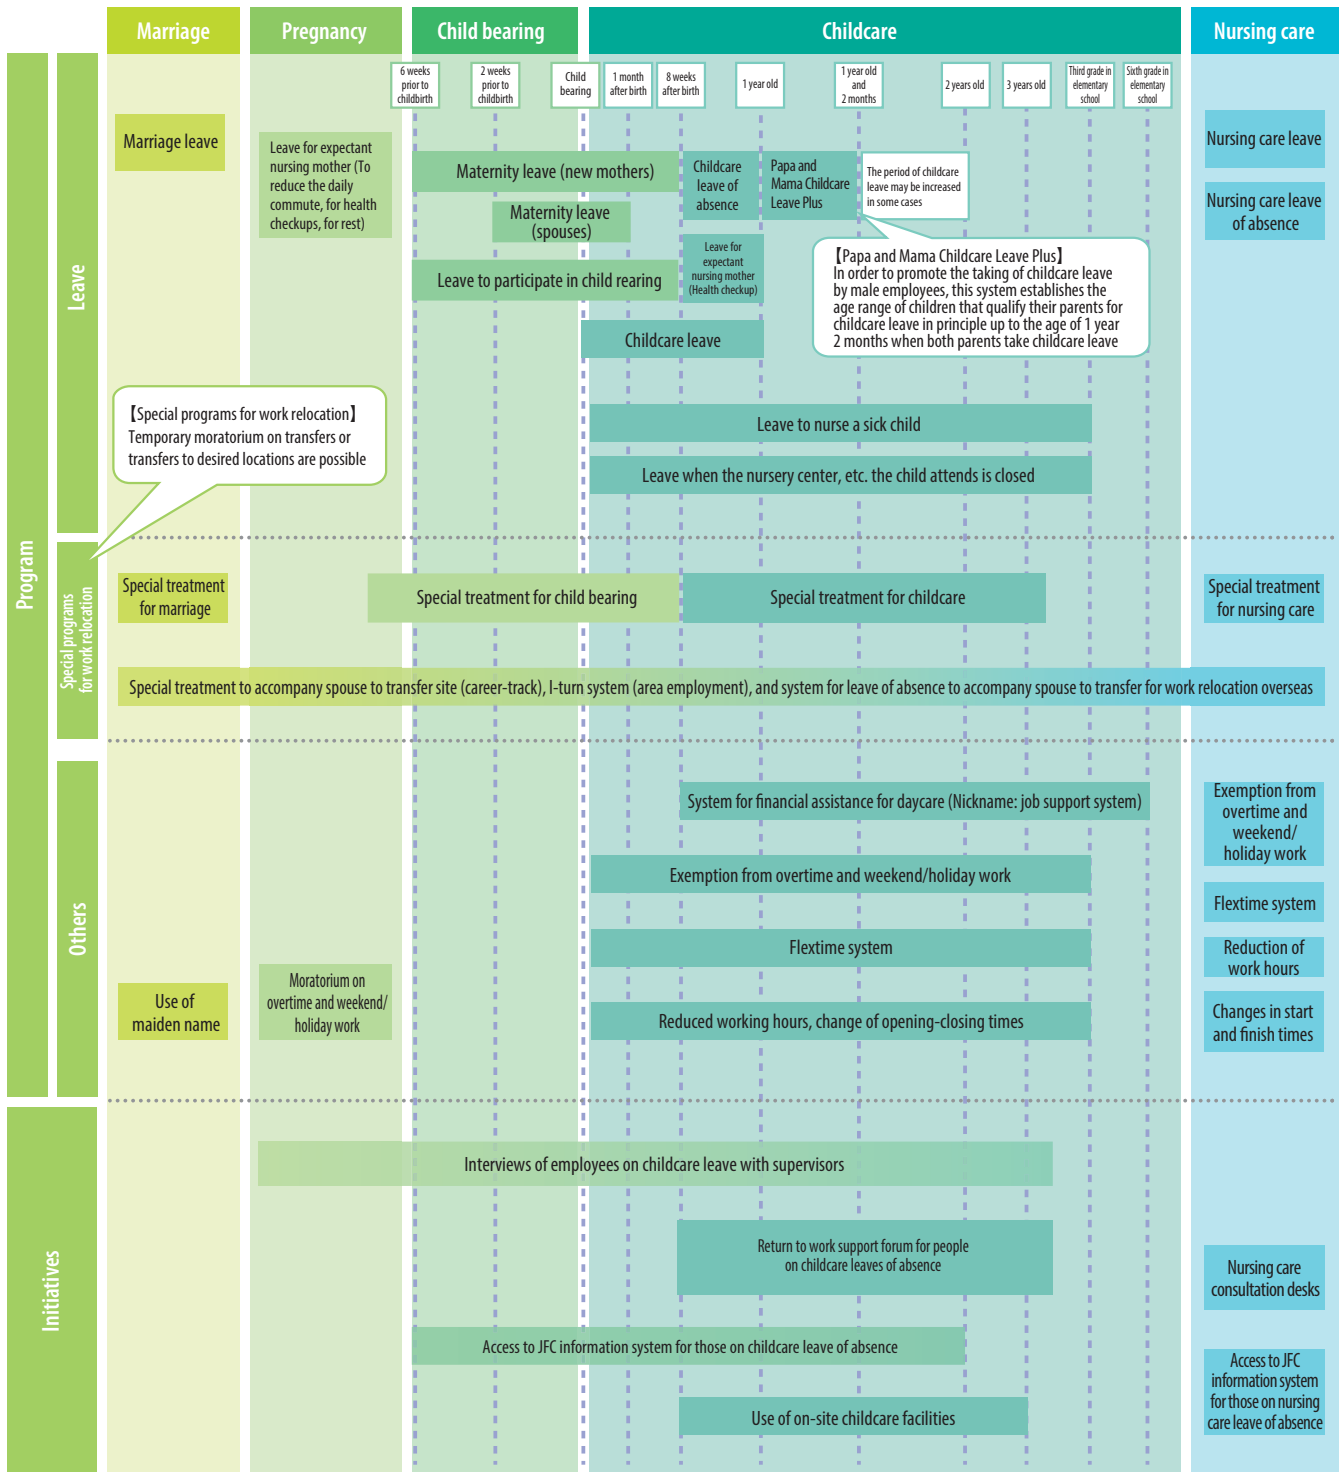 Marriage
Pregnancy
Child bearing
Childcare
Nursing care
6 weeks
prior to
childbirth
2 weeks
prior to
childbirth
Child
bearing
1 month
after birth
8 weeks
after birth
1 year old
1 year old
and
2 months
2 years old
3 years old
Third grade in
elementary
school
Sixth grade in
elementary
school
Program
Leave
Marriage leave
Leave for expectant
nursing mother (To
reduce the daily
commute, for health
checkups, for rest)
Maternity leave (new mothers)
Maternity leave
(spouses)
Leave to participate in child rearing
Childcare leave
Childcare
leave of
absence
Papa and
Mama Childcare
Leave Plus
The period of childcare
leave may be increased
in some cases
Leave for
expectant
nursing mother
(Health checkup)
【Papa and Mama Childcare Leave Plus】
In order to promote the taking of childcare leave
by male employees, this system establishes the
age range of children that qualify their parents for
childcare leave in principle up to the age of 1 year
2 months when both parents take childcare leave
Leave to nurse a sick child
Leave when the nursery center, etc. the child attends is closed
Nursing care leave
Nursing care leave
of absence
【Special programs for work relocation】
Temporary moratorium on transfers or
transfers to desired locations are possible
Special programs
for work relocation
Special treatment
for marriage
Special treatment for child bearing
Special treatment for childcare
Special treatment
for nursing care
Special treatment to accompany spouse to transfer site (career-track), I-turn system (area employment), and system for leave of absence to accompany spouse to transfer for work relocation overseas
Others
System for financial assistance for daycare (Nickname: job support system)
Exemption from overtime and weekend/holiday work
Flextime system
Reduced working hours, change of opening-closing times
Use of
maiden name
Moratorium on
overtime and weekend/
holiday work
Exemption from
overtime and
weekend/
holiday work
Flextime system
Reduction of
work hours
Changes in start
and finish times
Initiatives
Interviews of employees on childcare leave with supervisors
Return to work support forum for people
on childcare leaves of absence
Access to JFC information system for those on childcare leave of absence
Use of on-site childcare facilities
Nursing care
consultation desks
Access to JFC
information system
for those on nursing
care leave of absence